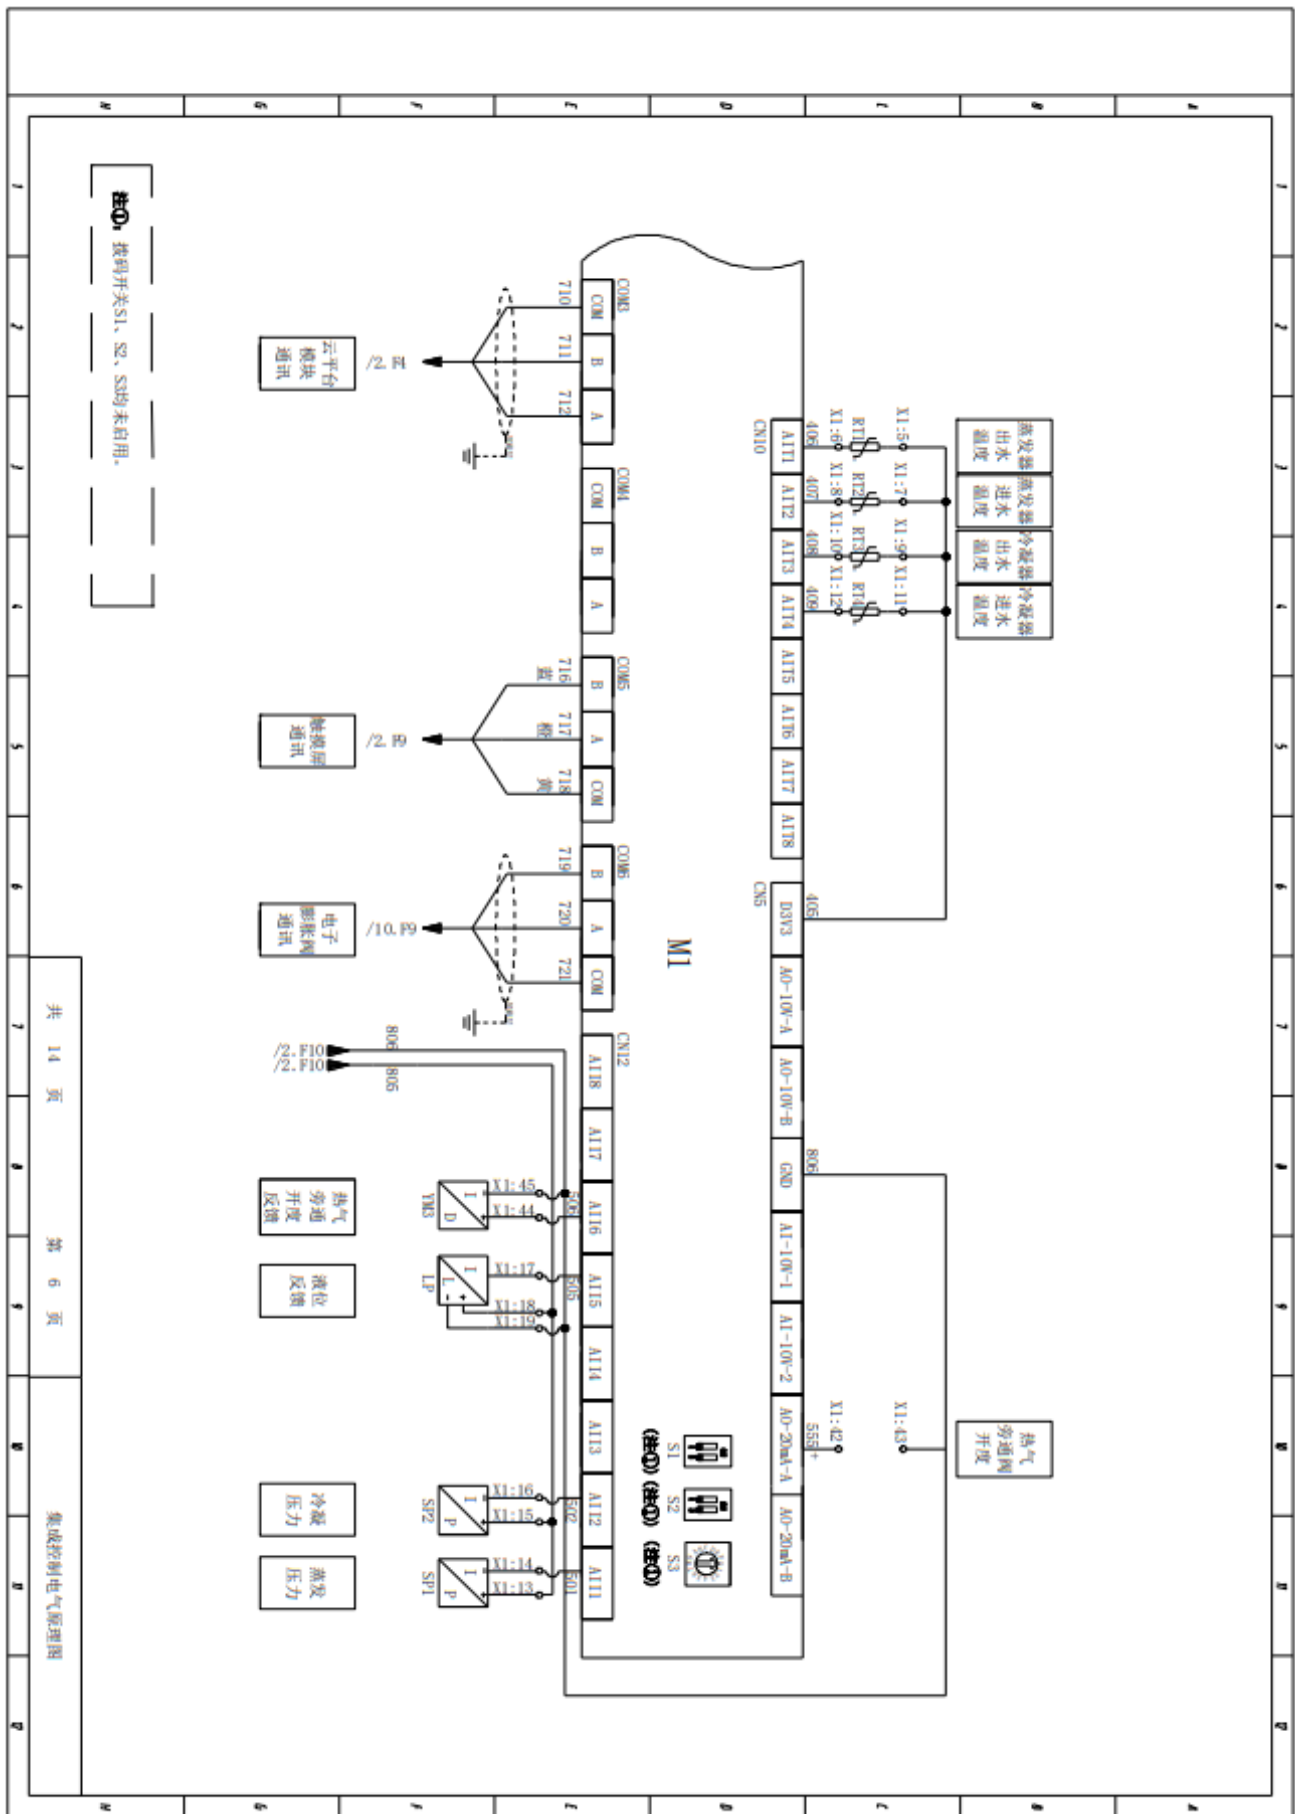 蒸发器
出水
温度
蒸发器
进水
温度
冷凝器
出水
温度
冷凝器
进水
温度
热气
旁通阀
开度
X1:5
X1:7
X1:9
X1:11
X1:43
RT1
RT2
RT3
RT4
X1:6
X1:8
X1:10
X1:12
X1:42
406
407
408
409
405
806
555+
AIT1
AIT2
AIT3
AIT4
AIT5
AIT6
AIT7
AIT8
D3V3
AO-10V-A
AO-10V-B
GND
AI-10V-1
AI-10V-2
AO-20mA-A
AO-20mA-B
CN10
CN5
M1
S1
S2
S3
(注①)
(注①)
(注①)
COM3
COM4
COM5
COM6
CN12
COM
B
A
COM
B
A
B
A
COM
B
A
COM
AII8
AII7
AII6
AII5
AII4
AII3
AII2
AII1
710
711
712
716
717
718
719
720
721
506
505
502
501
蓝
橙
黄
X1:45
X1:44
X1:17
X1:18
X1:19
X1:16
X1:15
X1:14
X1:13
I
D
I
L
+
-
I
P
I
P
YM3
LP
SP2
SP1
806
805
/2.F4
/2.F9
/10.F9
/2.F10
/2.F10
云平台
模块
通讯
触摸屏
通讯
电子
膨胀阀
通讯
热气
旁通
开度
反馈
液位
反馈
冷凝
压力
蒸发
压力
注①:拨码开关S1、S2、S3均未启用。
共 14 页 第 6 页
集成控制电气原理图